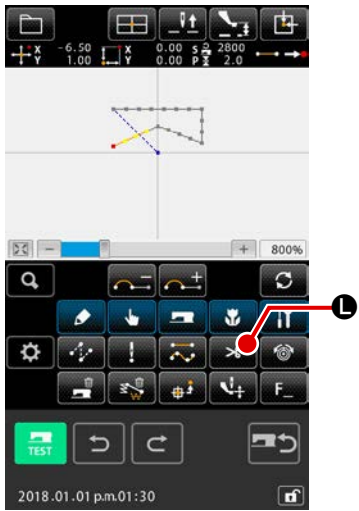 X -6.50 X 0.00 S 2800
Y 1.00 Y 0.00 P 2.0
- + 800%
L
W F_
TEST
2018.01.01 p.m.01:30